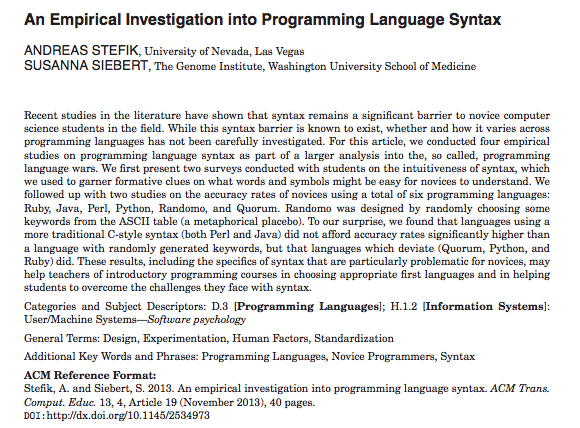 An Empirical Investigation into Programming Language Syntax
ANDREAS STEFIK, University of Nevada, Las Vegas
SUSANNA SIEBERT, The Genome Institute, Washington University School of Medicine
Recent studies in the literature have shown that syntax remains a significant barrier to novice computer
science students in the field. While this syntax barrier is known to exist, whether and how it varies across
programming languages has not been carefully investigated. For this article, we conducted four empirical
studies on programming language syntax as part of a larger analysis into the, so called, programming
language wars. We first present two surveys conducted with students on the intuitiveness of syntax, which
we used to garner formative clues on what words and symbols might be easy for novices to understand. We
followed up with two studies on the accuracy rates of novices using a total of six programming languages:
Ruby, Java, Perl, Python, Randomo, and Quorum. Randomo was designed by randomly choosing some
keywords from the ASCII table (a metaphorical placebo). To our surprise, we found that languages using a
more traditional C-style syntax (both Perl and Java) did not afford accuracy rates significantly higher than
a language with randomly generated keywords, but that languages which deviate (Quorum, Python, and
Ruby) did. These results, including the specifics of syntax that are particularly problematic for novices, may
help teachers of introductory programming courses in choosing appropriate first languages and in helping
students to overcome the challenges they face with syntax.
Categories and Subject Descriptors: D.3 [Programming Languages]; H.1.2 [Information Systems]:
User/Machine Systems—Software psychology
General Terms: Design, Experimentation, Human Factors, Standardization
Additional Key Words and Phrases: Programming Languages, Novice Programmers, Syntax
ACM Reference Format:
Stefik, A. and Siebert, S. 2013. An empirical investigation into programming language syntax. ACM Trans.
Comput. Educ. 13, 4, Article 19 (November 2013), 40 pages.
DOI:http://dx.doi.org/10.1145/2534973